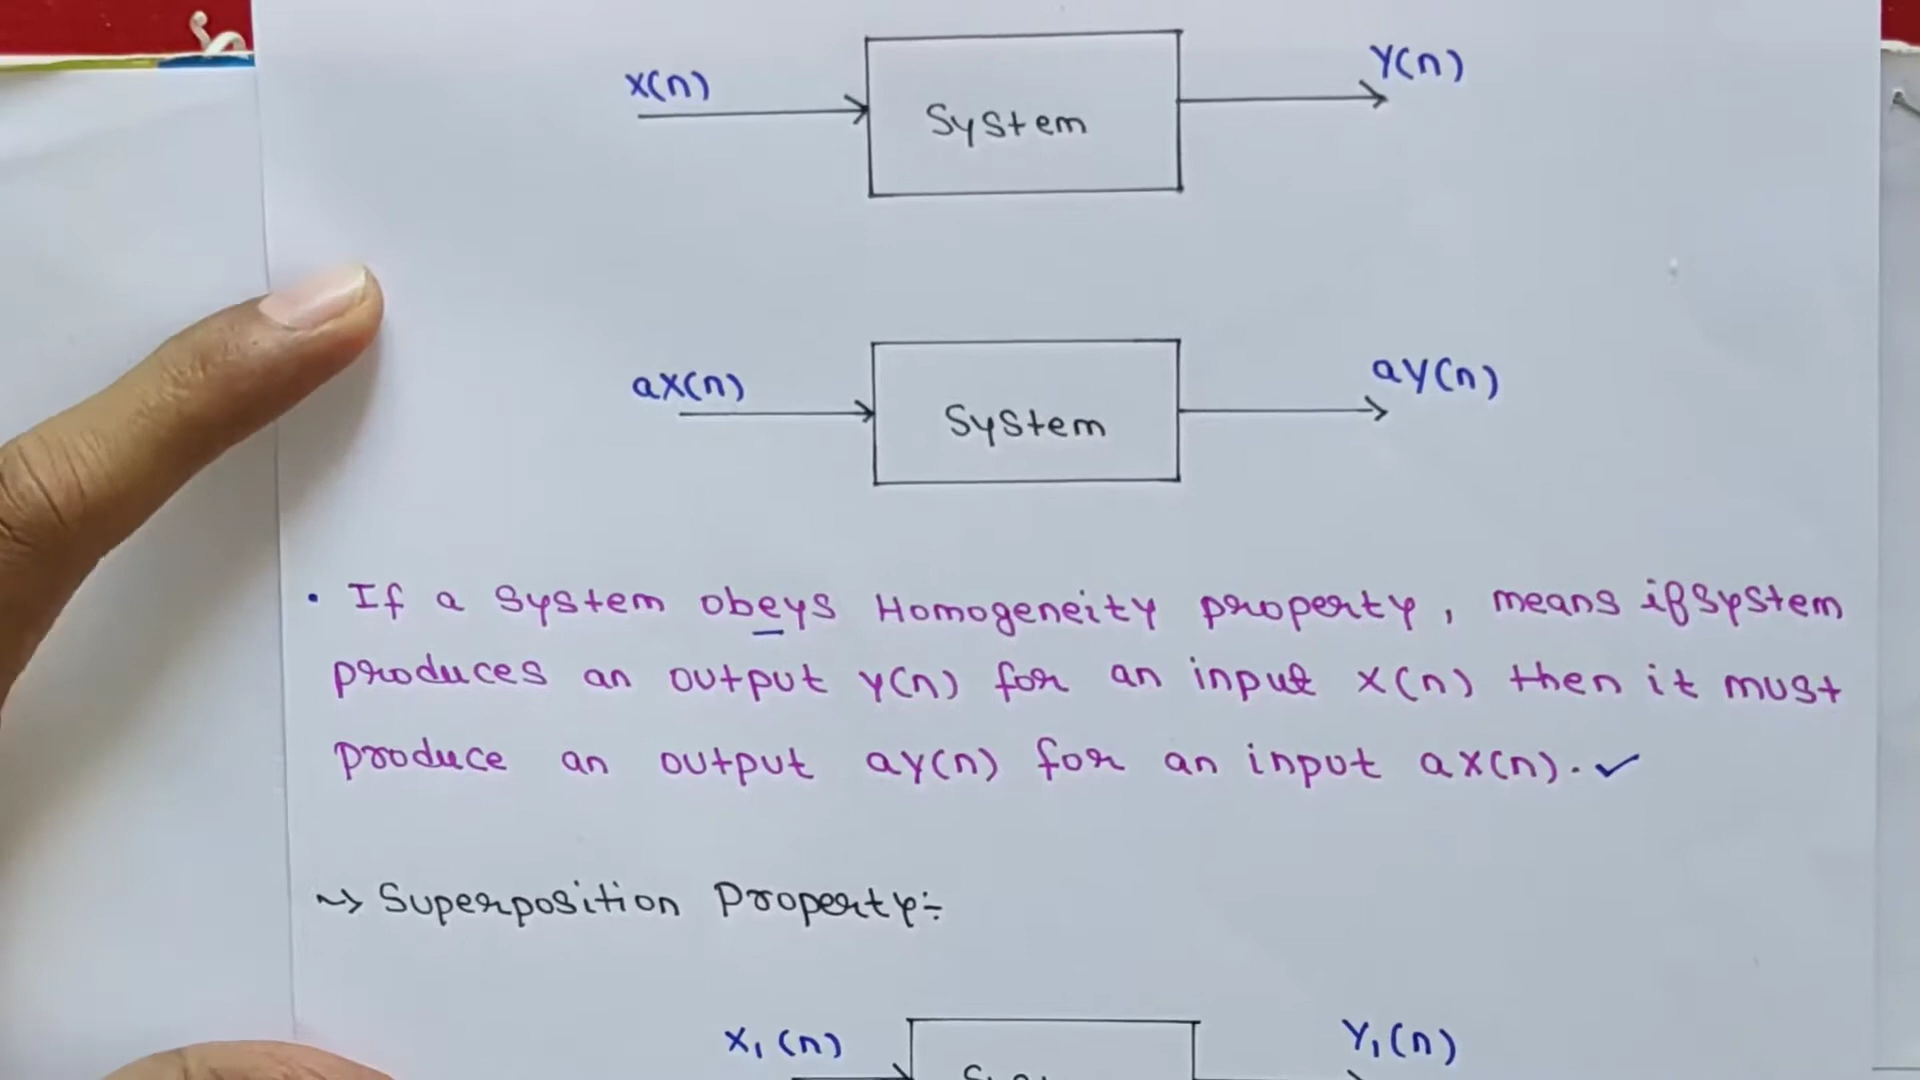 x(n)
System
y(n)
ax(n)
System
ay(n)
· If a system obeys Homogeneity property, means if system
produces an output y(n) for an input x(n) then it must
produce an output ay(n) for an input ax(n). ✓
~> Superposition Property÷
x₁(n)
y₁(n)